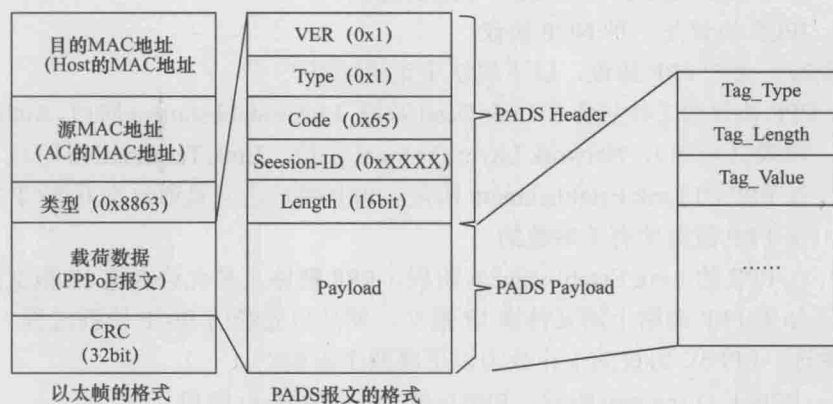 目的MAC地址
(Host的MAC地址
源MAC地址
(AC的MAC地址)
类型 (0x8863)
载荷数据
(PPPoE报文)
CRC
(32bit)
以太帧的格式
VER (0x1)
Type (0x1)
Code (0x65)
Seesion-ID (0xXXXX)
Length (16bit)
Payload
PADS报文的格式
PADS Header
PADS Payload
Tag_Type
Tag_Length
Tag_Value
......